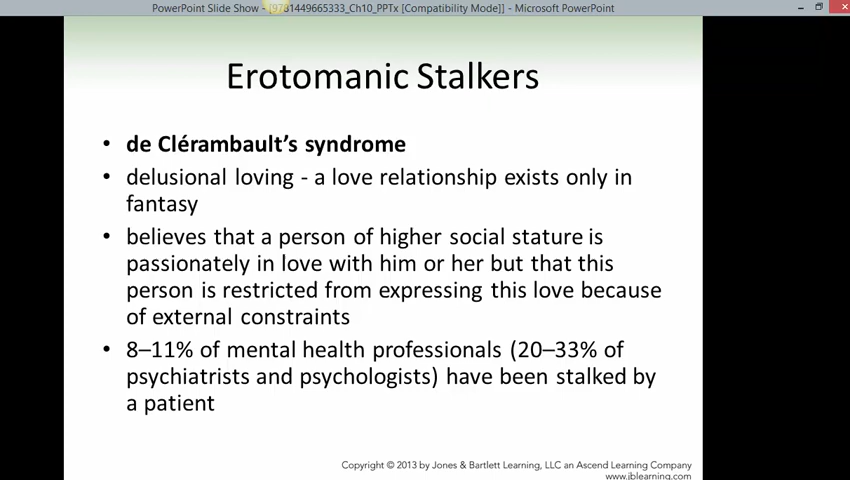 PowerPoint Slide Show - [9781449665333_Ch10_PPTx [Compatibility Mode]] - Microsoft PowerPoint
Erotomanic Stalkers
• de Clérambault's syndrome
• delusional loving - a love relationship exists only in
fantasy
• believes that a person of higher social stature is
passionately in love with him or her but that this
person is restricted from expressing this love because
of external constraints
• 8–11% of mental health professionals (20–33% of
psychiatrists and psychologists) have been stalked by
a patient
Copyright © 2013 by Jones & Bartlett Learning, LLC an Ascend Learning Company
www.jblearning.com